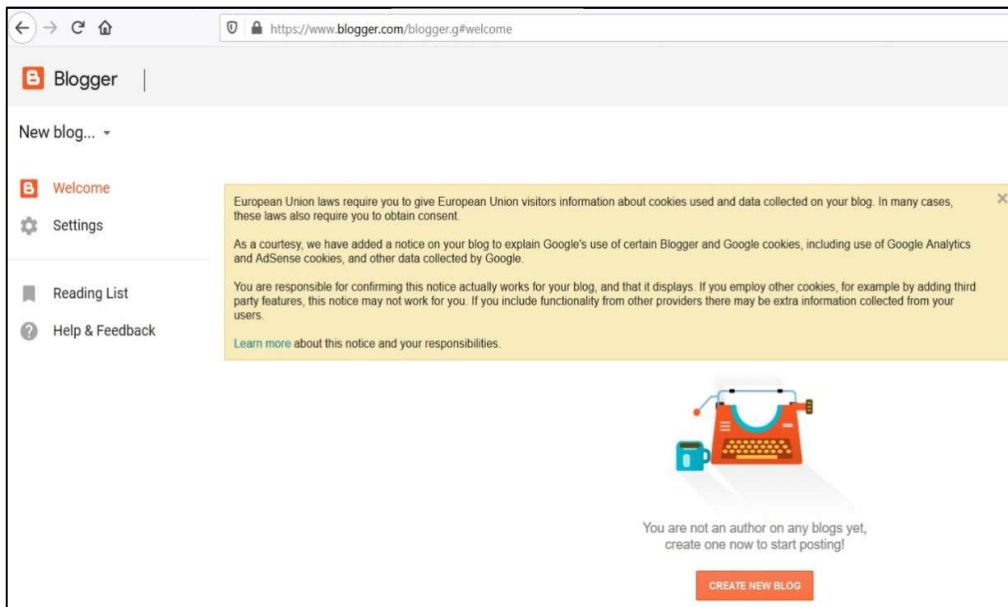 https://www.blogger.com/blogger.g#welcome
Blogger
New blog...
Welcome
Settings
Reading List
Help & Feedback
European Union laws require you to give European Union visitors information about cookies used and data collected on your blog. In many cases,
these laws also require you to obtain consent.
As a courtesy, we have added a notice on your blog to explain Google's use of certain Blogger and Google cookies, including use of Google Analytics
and AdSense cookies, and other data collected by Google.
You are responsible for confirming this notice actually works for your blog, and that it displays. If you employ other cookies, for example by adding third
party features, this notice may not work for you. If you include functionality from other providers there may be extra information collected from your
users.
Learn more about this notice and your responsibilities.
You are not an author on any blogs yet,
create one now to start posting!
CREATE NEW BLOG